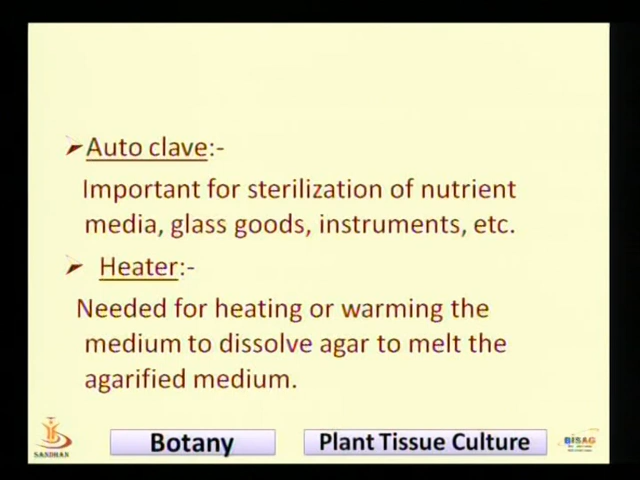 Auto clave:-
Important for sterilization of nutrient
media, glass goods, instruments, etc.
Heater:-
Needed for heating or warming the
medium to dissolve agar to melt the
agarified medium.
SANDHAN
Botany
Plant Tissue Culture
BISAG